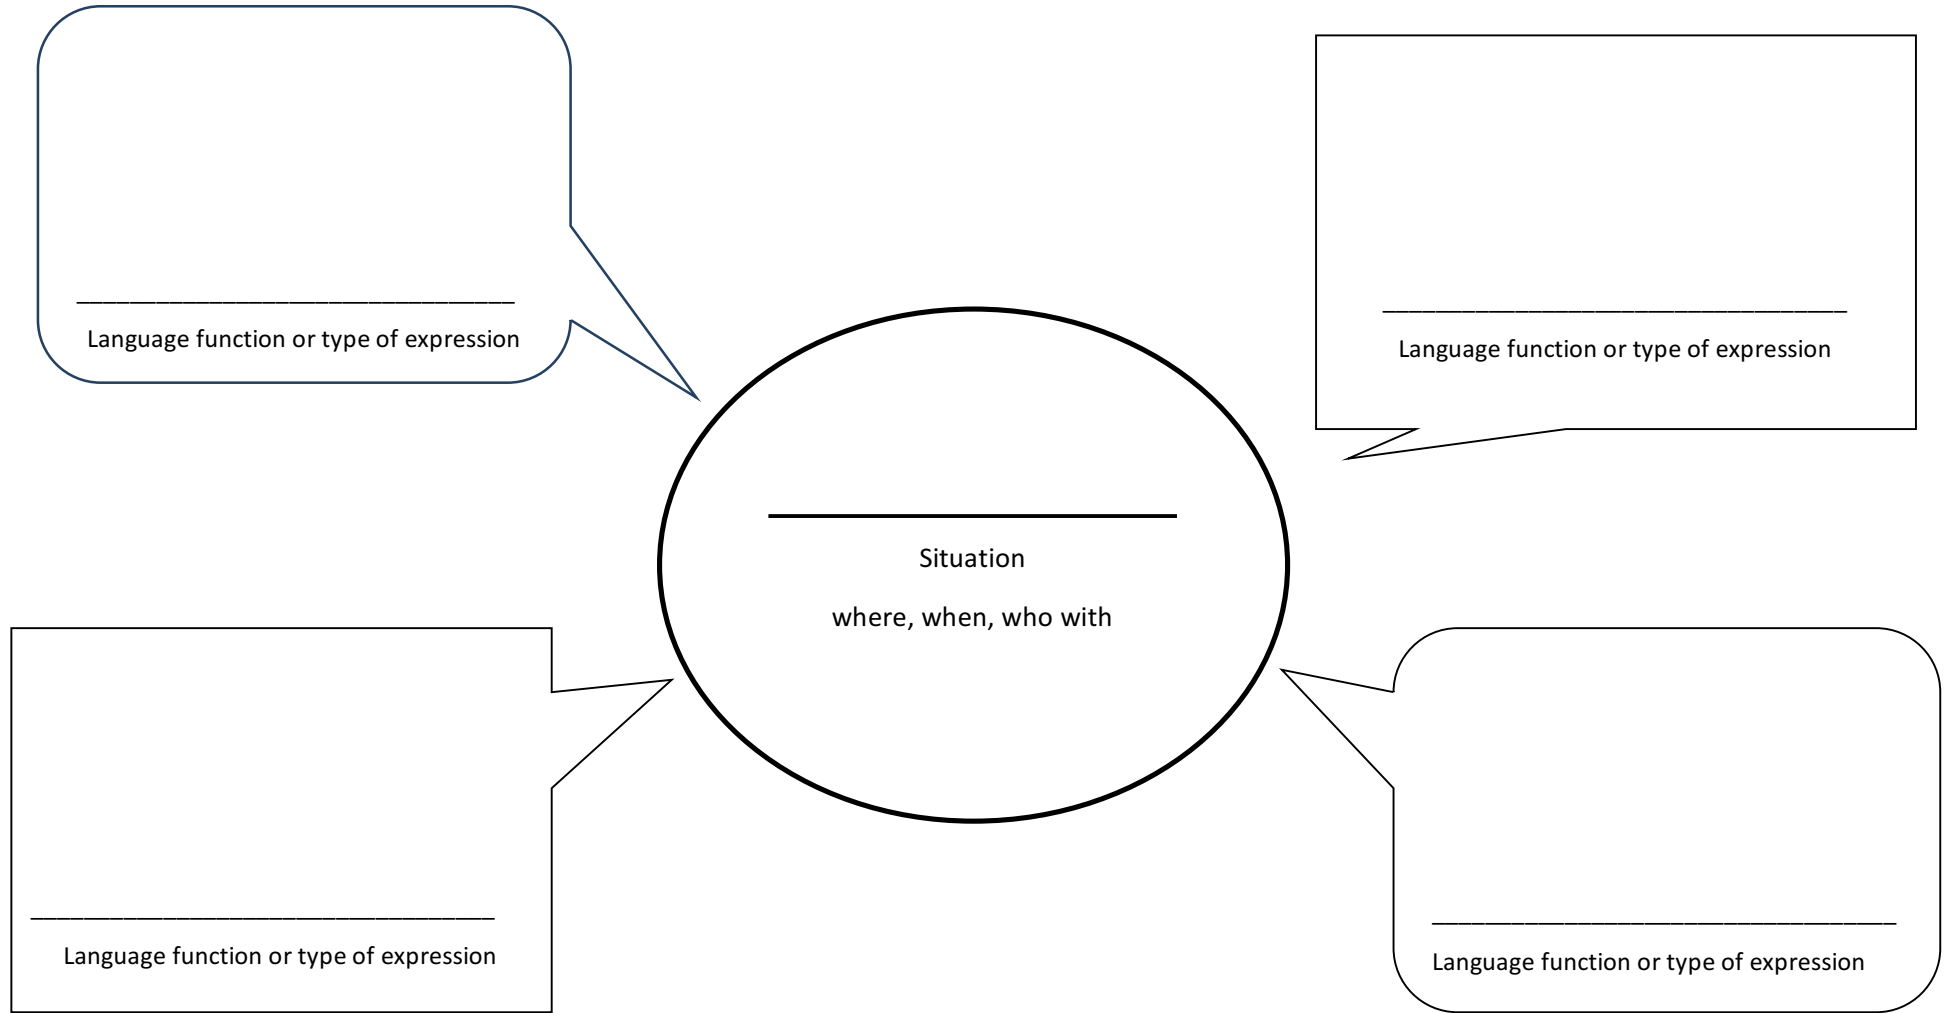 Language function or type of expression
Language function or type of expression
Situation
where, when, who with
Language function or type of expression
Language function or type of expression